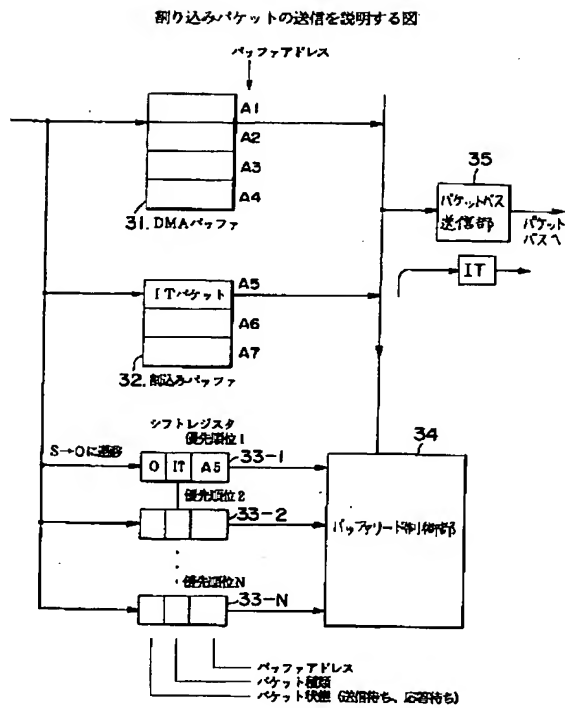 割り込みパケットの送信を説明する図
バッファアドレス
A1
A2
A3
A4
31. DMAバッファ
35
パケットバス
送信部
パケット
バスへ
IT
ITパケット
A5
A6
A7
32. 割込みバッファ
シフトレジスタ
優先順位1
S→Oに遷移
O
IT
A5
33-1
34
優先順位2
33-2
バッファリード制御部
優先順位N
33-N
バッファアドレス
パケット種類
パケット状態(送信待ち、応答待ち)